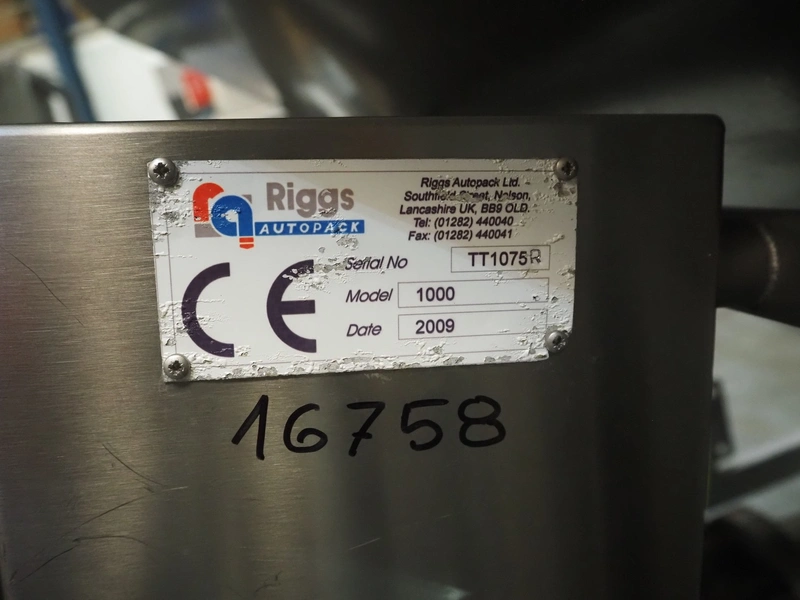 Riggs
AUTOPACK
Riggs Autopack Ltd.
Southfield Street, Nelson,
Lancashire UK, BB9 OLD.
Tel: (01282) 440040
Fax: (01282) 440041
CE
Serial No TT1075R
Model 1000
Date 2009
16758